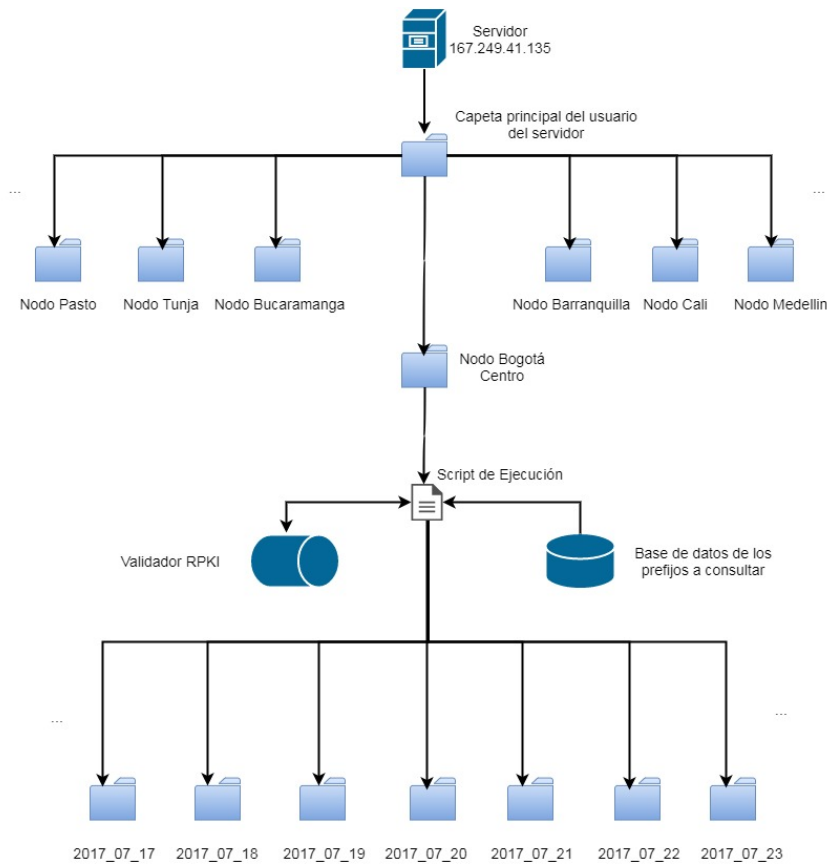 Servidor
167.249.41.135
Capeta principal del usuario
del servidor
...
...
Nodo Pasto
Nodo Tunja
Nodo Bucaramanga
Nodo Barranquilla
Nodo Cali
Nodo Medellin
Nodo Bogotá
Centro
Script de Ejecución
Validador RPKI
Base de datos de los
prefijos a consultar
...
...
2017_07_17
2017_07_18
2017_07_19
2017_07_20
2017_07_21
2017_07_22
2017_07_23